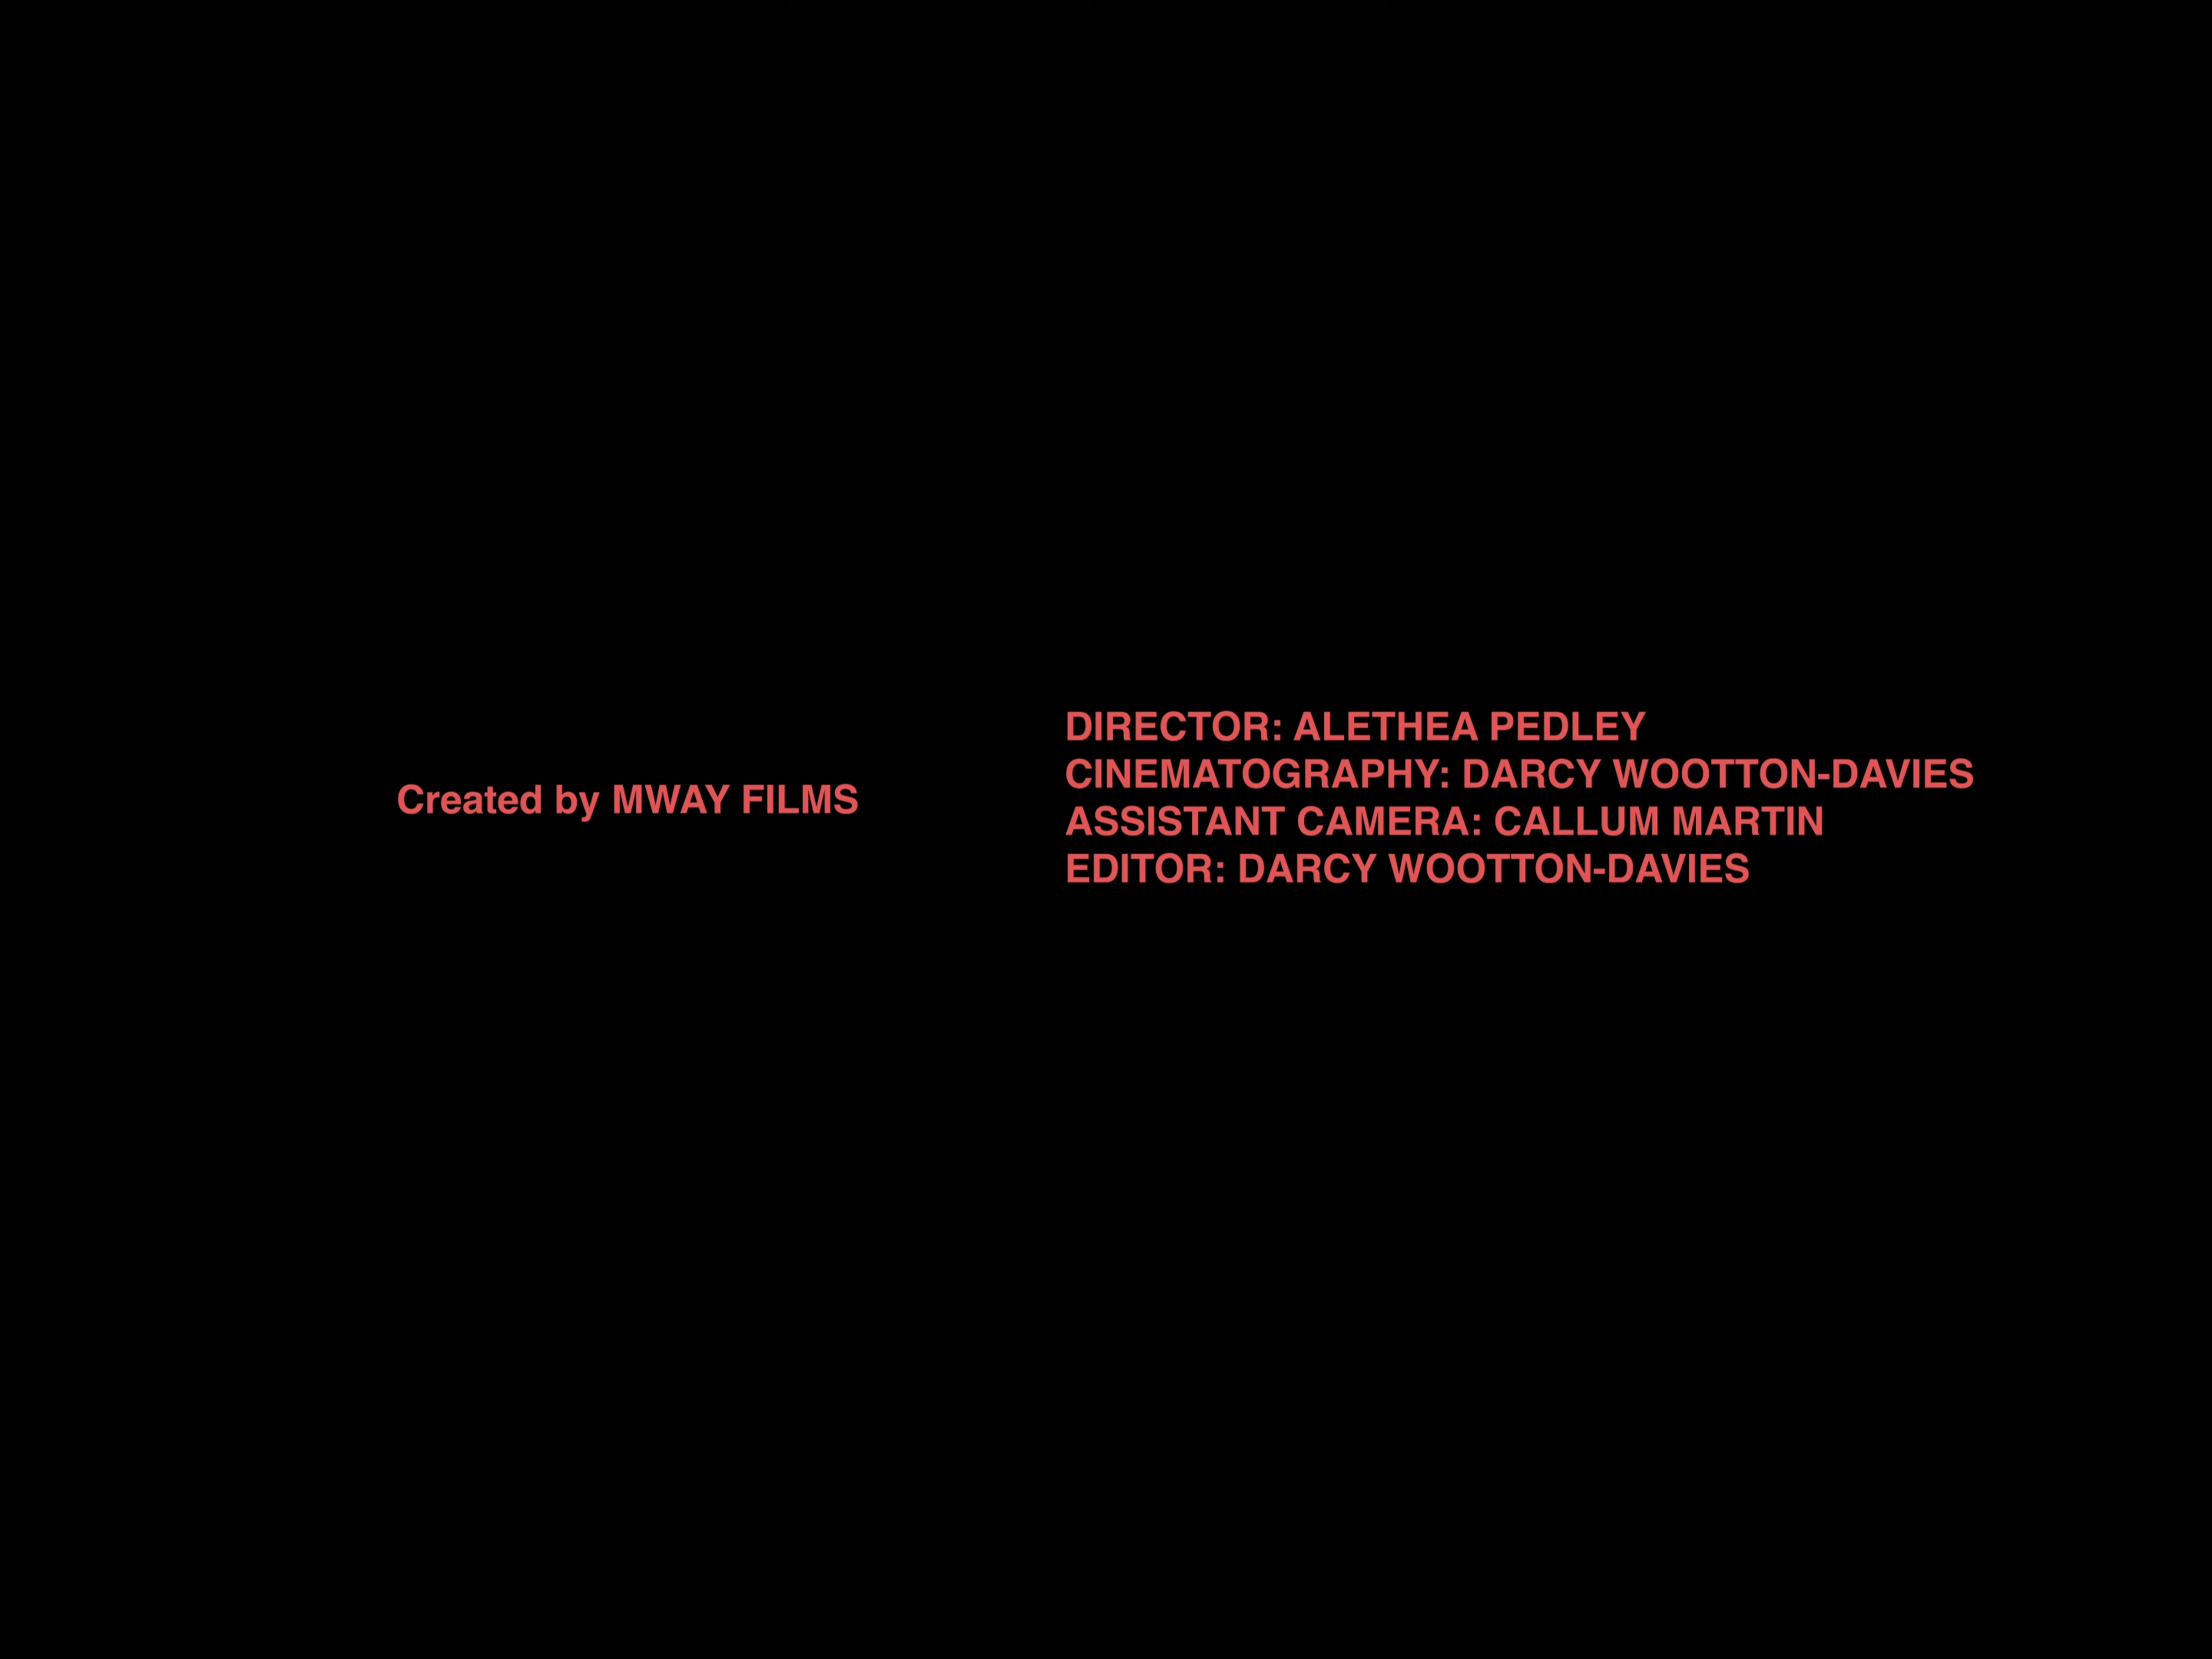 Created by MWAY FILMS
DIRECTOR: ALETHEA PEDLEY
CINEMATOGRAPHY: DARCY WOOTTON-DAVIES
ASSISTANT CAMERA: CALLUM MARTIN
EDITOR: DARCY WOOTTON-DAVIES